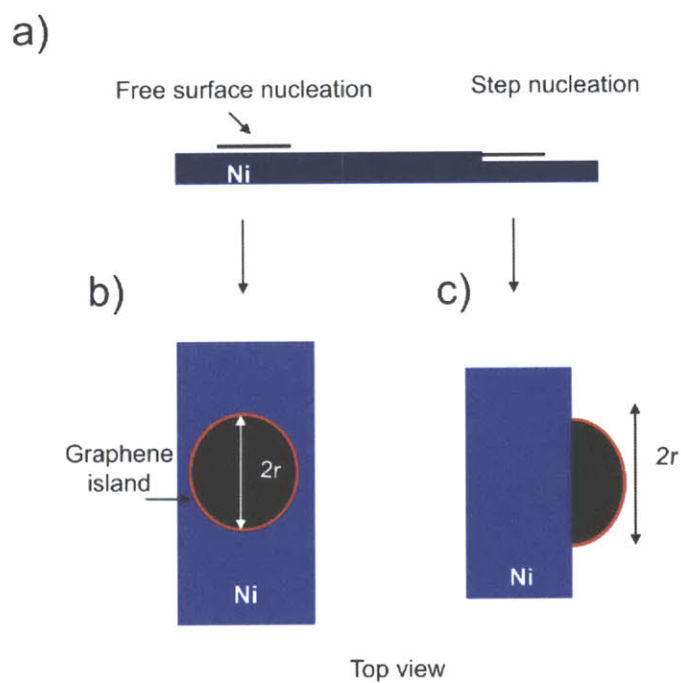 a)
Free surface nucleation
Step nucleation
Ni
b)
c)
Graphene
island
2r
2r
Ni
Ni
Top view